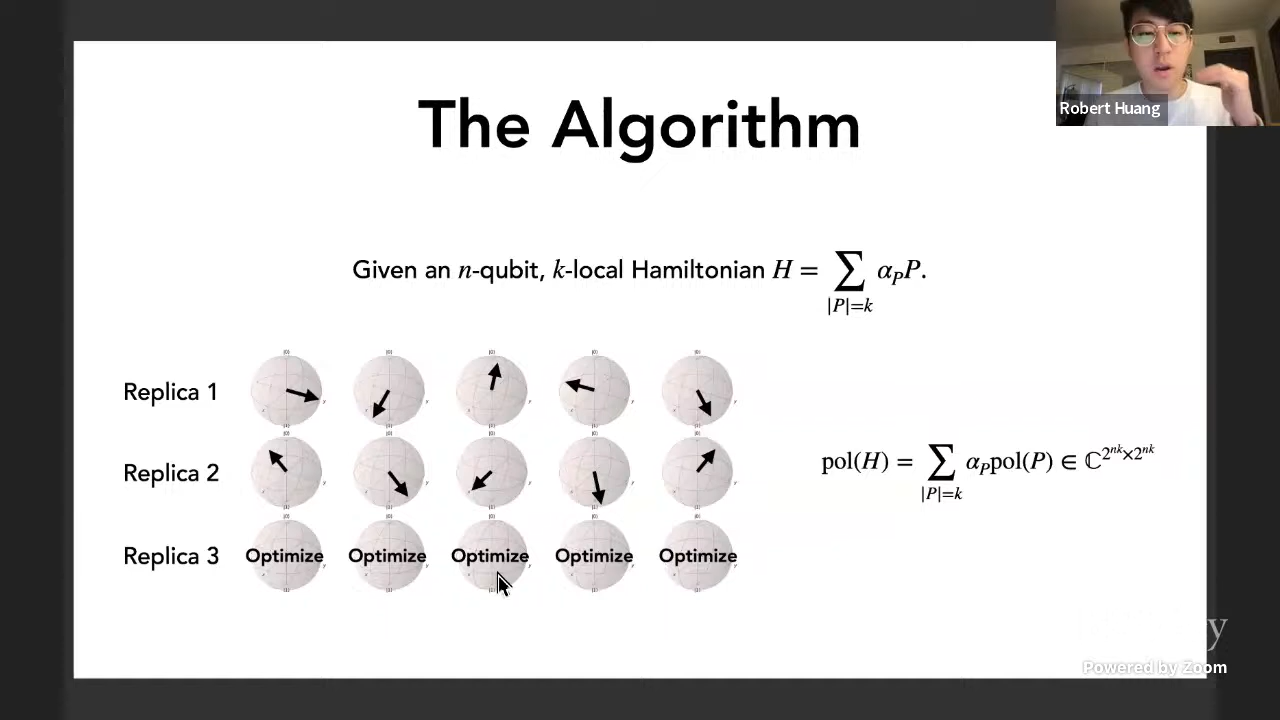 Robert Huang
The Algorithm
Given an n-qubit, k-local Hamiltonian H = ∑ α_P P.
|P|=k
Replica 1
Replica 2
pol(H) = ∑ α_P pol(P) ∈ ℂ^{2^{nk}×2^{nk}}
|P|=k
Replica 3 Optimize Optimize Optimize Optimize Optimize
y
Powered by Zoom